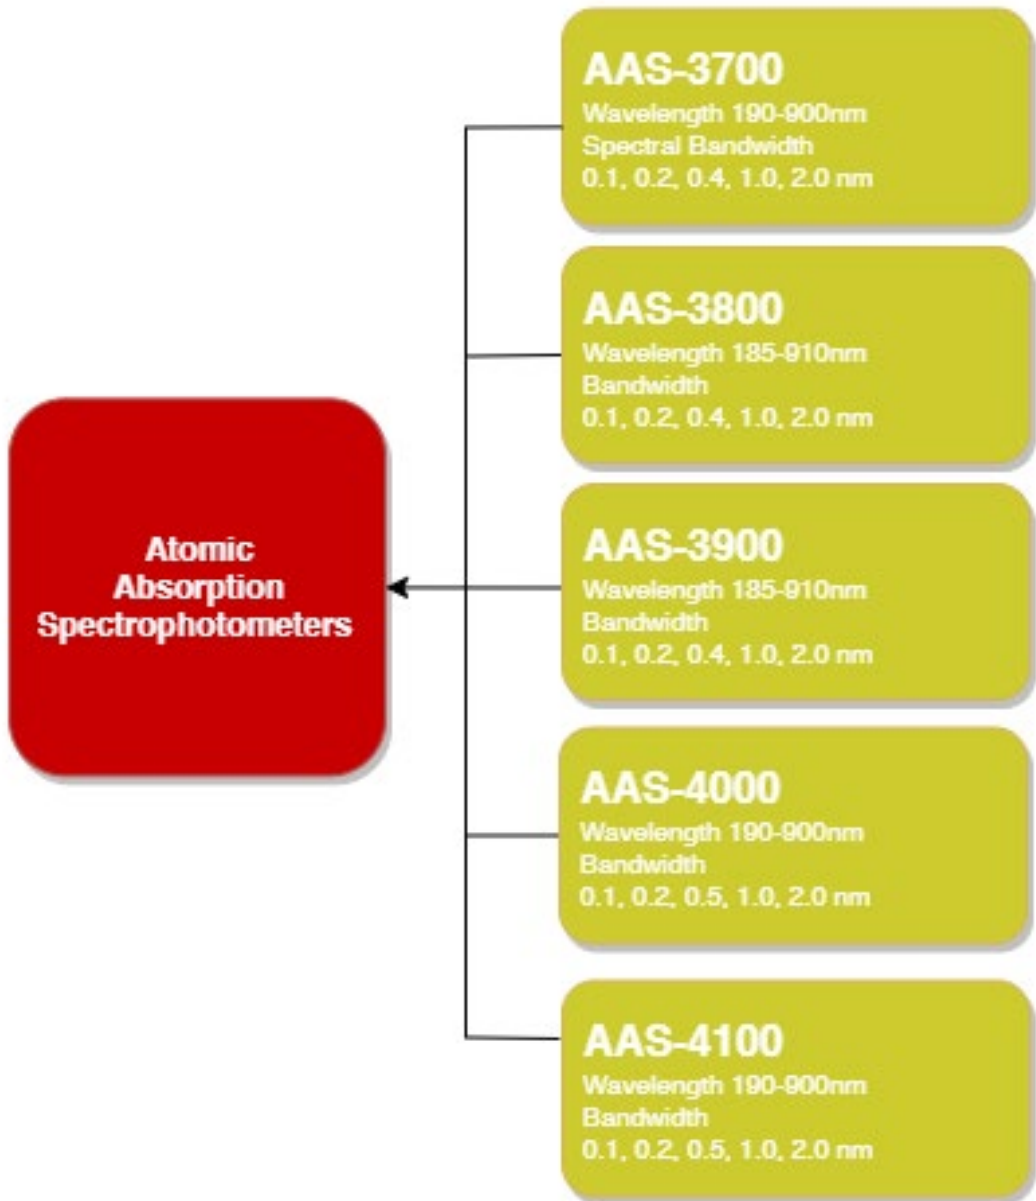 AAS-3700
Wavelength 190-900nm
Spectral Bandwidth
0.1, 0.2, 0.4, 1.0, 2.0 nm
AAS-3800
Wavelength 185-910nm
Bandwidth
0.1, 0.2, 0.4, 1.0, 2.0 nm
Atomic
Absorption
Spectrophotometers
AAS-3900
Wavelength 185-910nm
Bandwidth
0.1, 0.2, 0.4, 1.0, 2.0 nm
AAS-4000
Wavelength 190-900nm
Bandwidth
0.1, 0.2, 0.5, 1.0, 2.0 nm
AAS-4100
Wavelength 190-900nm
Bandwidth
0.1, 0.2, 0.5, 1.0, 2.0 nm